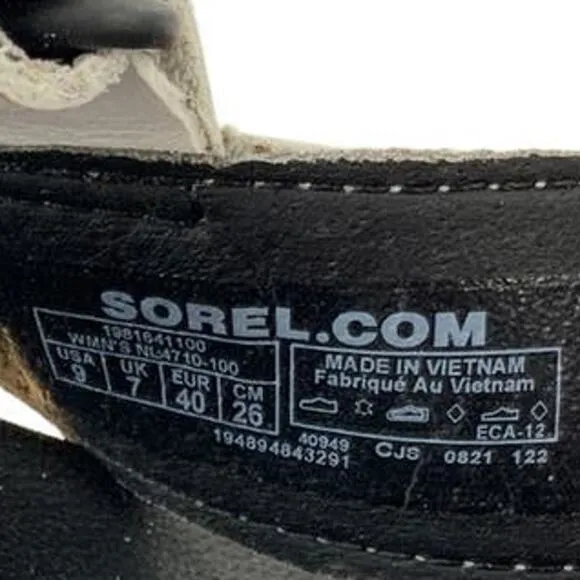 SOREL.COM
1981641100
WMN'S NL4710-100
USA UK EUR CM
9 7 40 26
MADE IN VIETNAM
Fabriqué Au Vietnam
ECA-12
40949 CJS 0821 122
194894843291